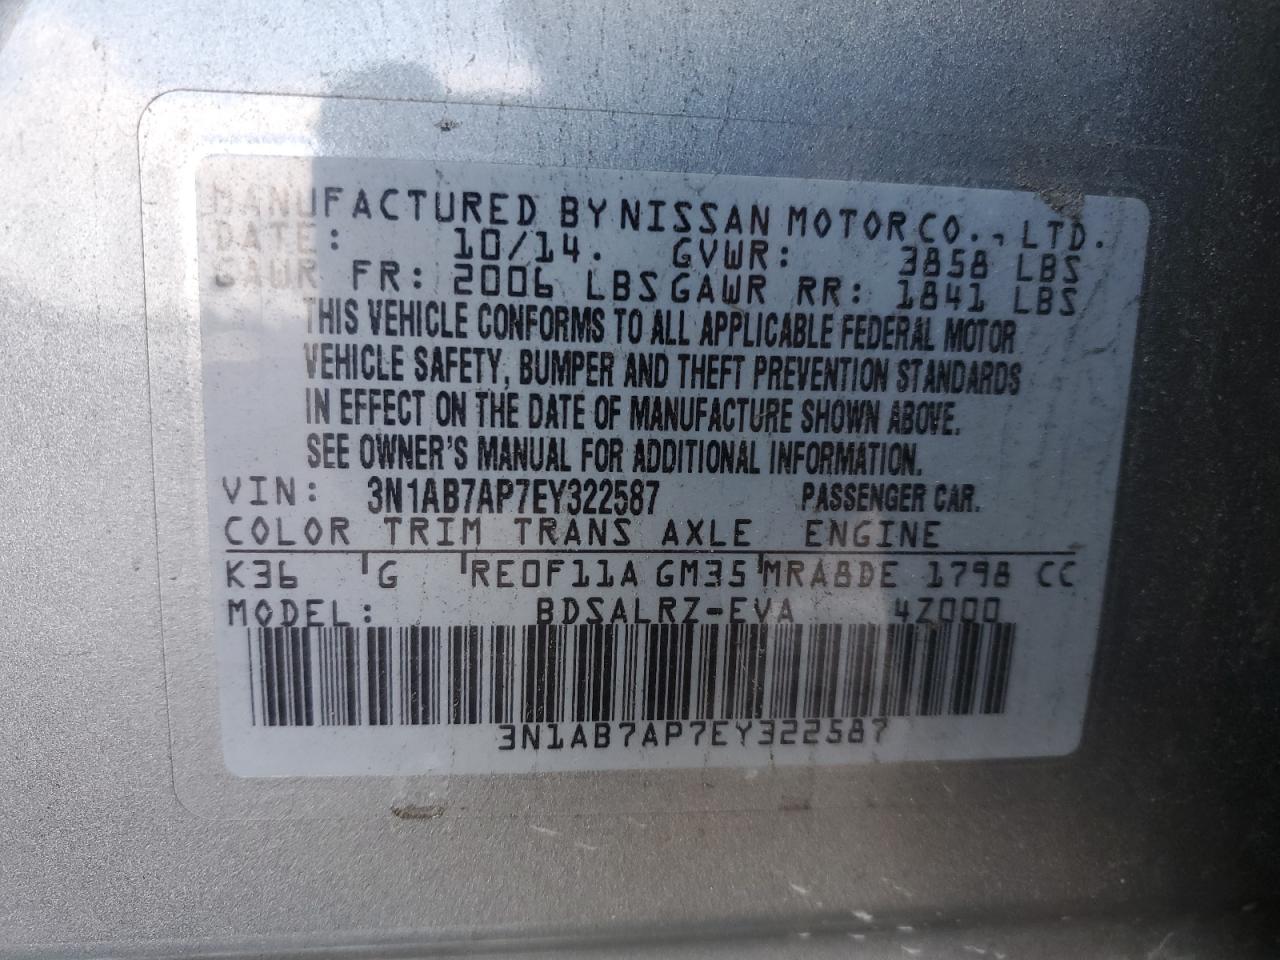 MANUFACTURED BY NISSAN MOTOR CO., LTD.
DATE: 10/14. GVWR: 3858 LBS
GAWR FR: 2006 LBS GAWR RR: 1841 LBS
THIS VEHICLE CONFORMS TO ALL APPLICABLE FEDERAL MOTOR
VEHICLE SAFETY, BUMPER AND THEFT PREVENTION STANDARDS
IN EFFECT ON THE DATE OF MANUFACTURE SHOWN ABOVE.
SEE OWNER'S MANUAL FOR ADDITIONAL INFORMATION.
VIN: 3N1AB7AP7EY322587 PASSENGER CAR.
COLOR TRIM TRANS AXLE ENGINE
K36 G RE0F11A GM35 MRA8DE 1798 CC
MODEL: BDSALRZ-EVA 4Z000
3N1AB7AP7EY322587